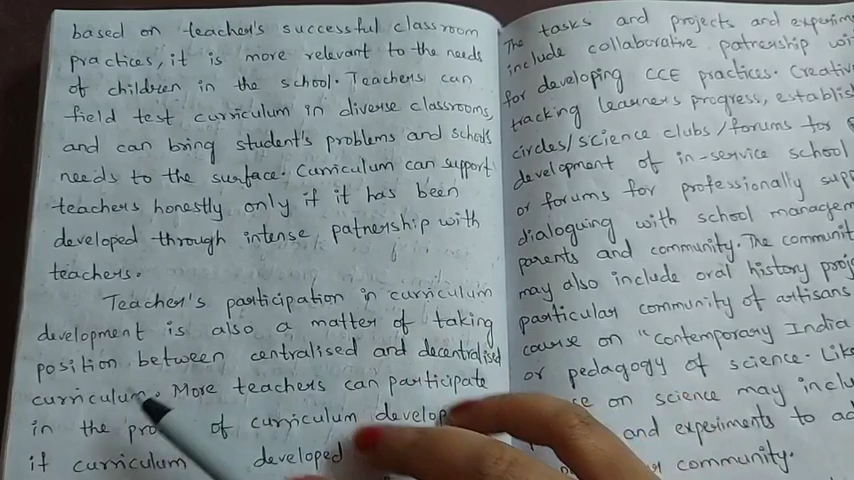 based on teacher's successful classroom
practices, it is more relevant to the needs
of children in the school. Teachers can
field test curriculum in diverse classrooms,
and can bring student's problems and schools
needs to the surface. Curriculum can support
teachers honestly only if it has been
developed through intense, patnership with
teachers.
Teacher's participation in curriculum
development is also a matter of taking
position between centralised and decentralised
curriculum. More teachers can participate
in the of curriculum
if curriculum developed
The tasks and projects and
include collaborative patnership
for developing CCE practices.
tracking learners progress,
circles/science clubs/forums for
development of in-service school
or forums for professionally
dialoguing with school
parents and community. The
may also include oral history
particular community of artisans
course on "contemporary India
or pedagogy of science.
on science may
and experiments to
community.